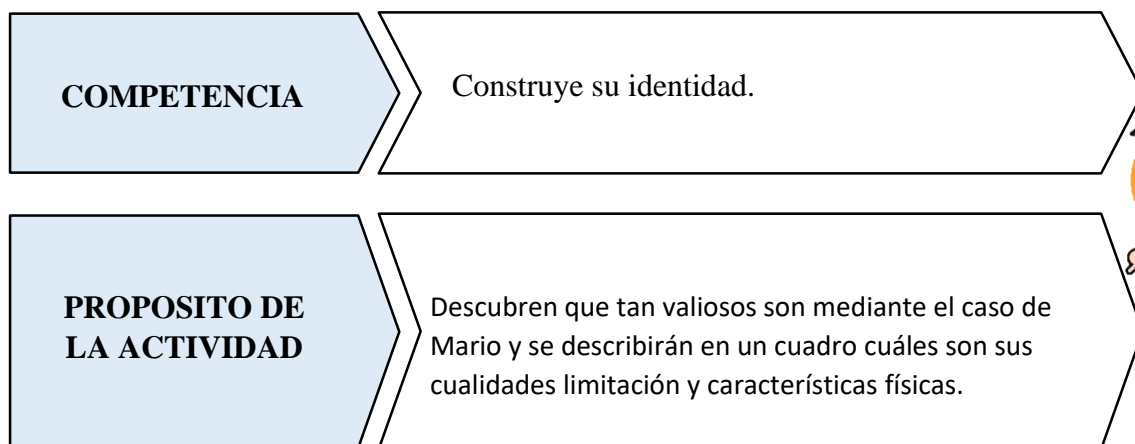 COMPETENCIA
Construye su identidad.
PROPOSITO DE
LA ACTIVIDAD
Descubren que tan valiosos son mediante el caso de
Mario y se describirán en un cuadro cuáles son sus
cualidades limitación y características físicas.